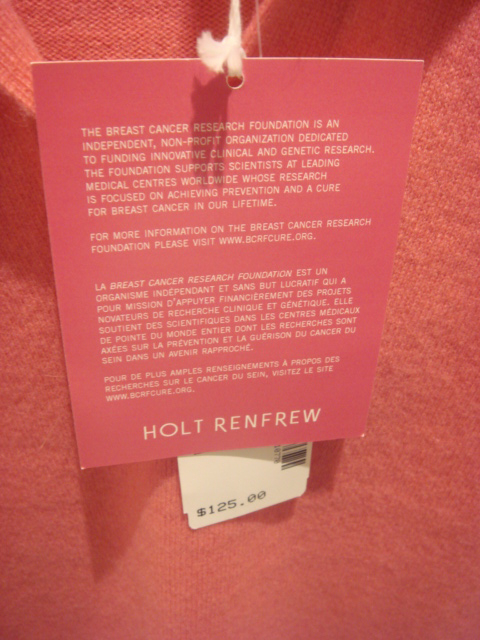 THE BREAST CANCER RESEARCH FOUNDATION IS AN
INDEPENDENT, NON-PROFIT ORGANIZATION DEDICATED
TO FUNDING INNOVATIVE CLINICAL AND GENETIC RESEARCH.
THE FOUNDATION SUPPORTS SCIENTISTS AT LEADING
MEDICAL CENTRES WORLDWIDE WHOSE RESEARCH
IS FOCUSED ON ACHIEVING PREVENTION AND A CURE
FOR BREAST CANCER IN OUR LIFETIME.
FOR MORE INFORMATION ON THE BREAST CANCER RESEARCH
FOUNDATION PLEASE VISIT WWW.BCRFCURE.ORG.
LA BREAST CANCER RESEARCH FOUNDATION EST UN
ORGANISME INDÉPENDANT ET SANS BUT LUCRATIF QUI A
POUR MISSION D'APPUYER FINANCIÈREMENT DES PROJETS
NOVATEURS DE RECHERCHE CLINIQUE ET GÉNÉTIQUE. ELLE
SOUTIENT DES SCIENTIFIQUES DANS LES CENTRES MÉDICAUX
DE POINTE DU MONDE ENTIER DONT LES RECHERCHES SONT
AXÉES SUR LA PRÉVENTION ET LA GUÉRISON DU CANCER DU
SEIN DANS UN AVENIR RAPPROCHÉ.
POUR DE PLUS AMPLES RENSEIGNEMENTS À PROPOS DES
RECHERCHES SUR LE CANCER DU SEIN, VISITEZ LE SITE
WWW.BCRFCURE.ORG.
HOLT RENFREW
$125.00